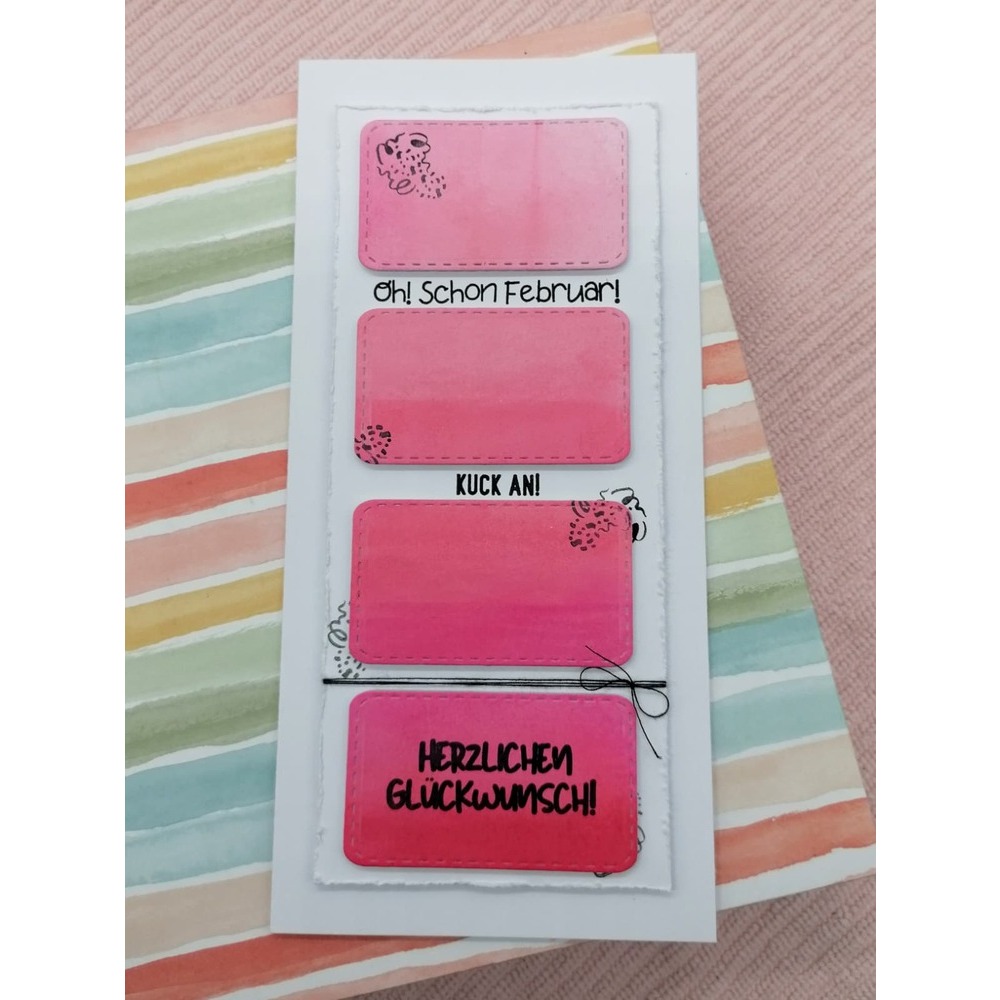 Oh! Schon Februar!
KUCK AN!
HERZLICHEN
GLÜCKWUNSCH!